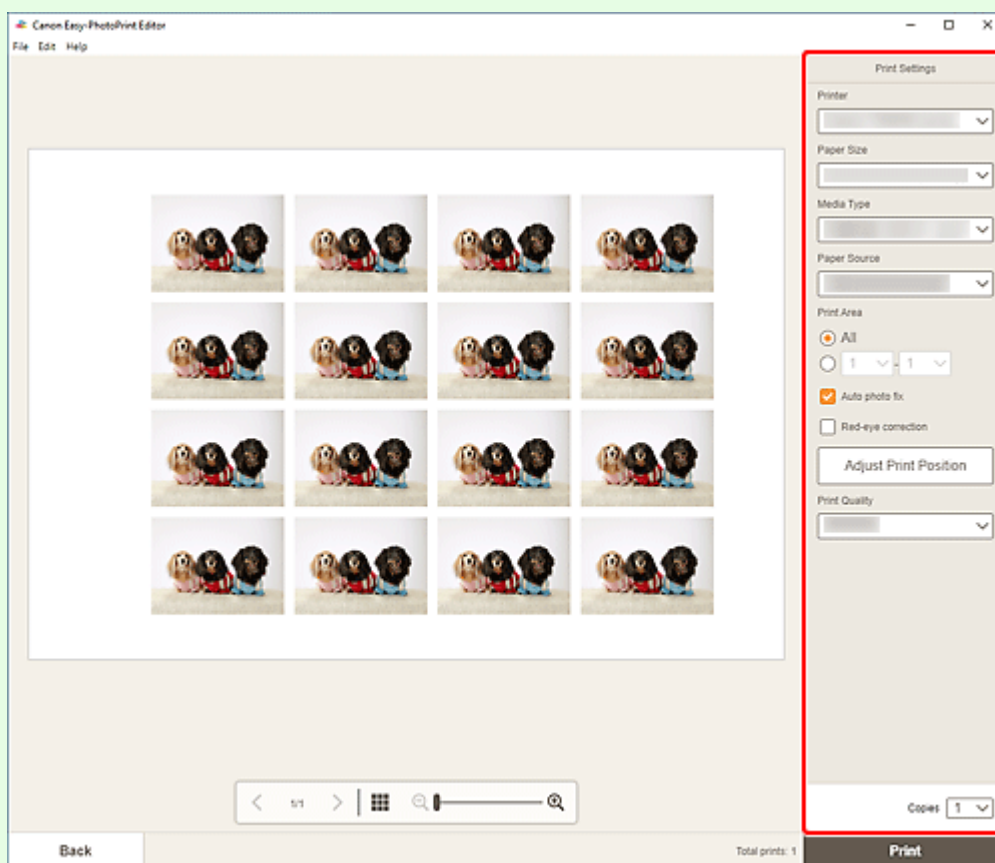 Canon Easy-PhotoPrint Editor
File Edit Help
Print Settings
Printer
Paper Size
Media Type
Paper Source
Print Area
All
1 - 1
Auto photo fix
Red-eye correction
Adjust Print Position
Print Quality
1/1
Copies 1
Back
Total prints: 1
Print